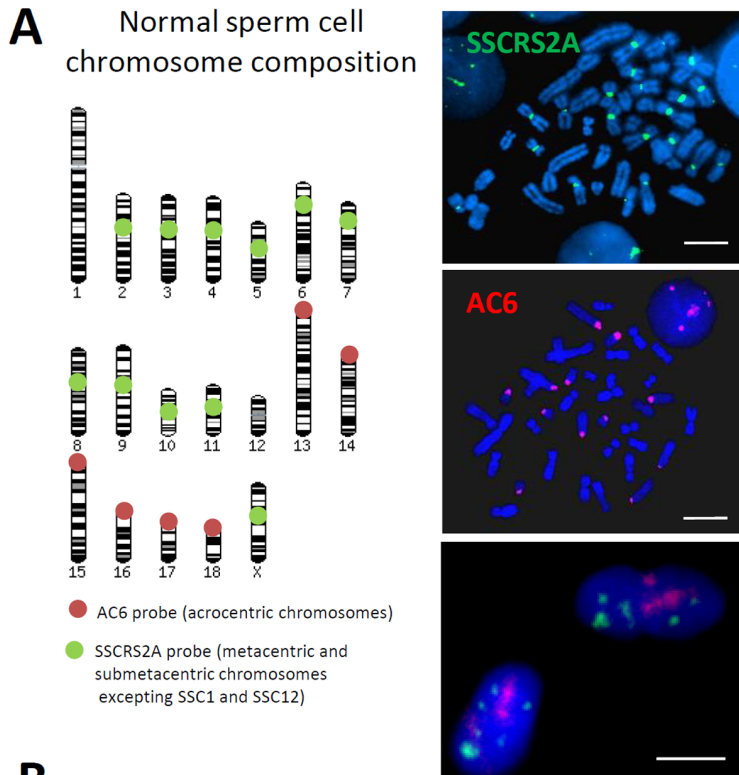 A
Normal sperm cell
chromosome composition
SSCRS2A
1
2 3 4 5 6 7
AC6
8 9 10 11 12 13 14
15 16 17 18 X
AC6 probe (acrocentric chromosomes)
SSCRS2A probe (metacentric and
submetacentric chromosomes
excepting SSC1 and SSC12)
B